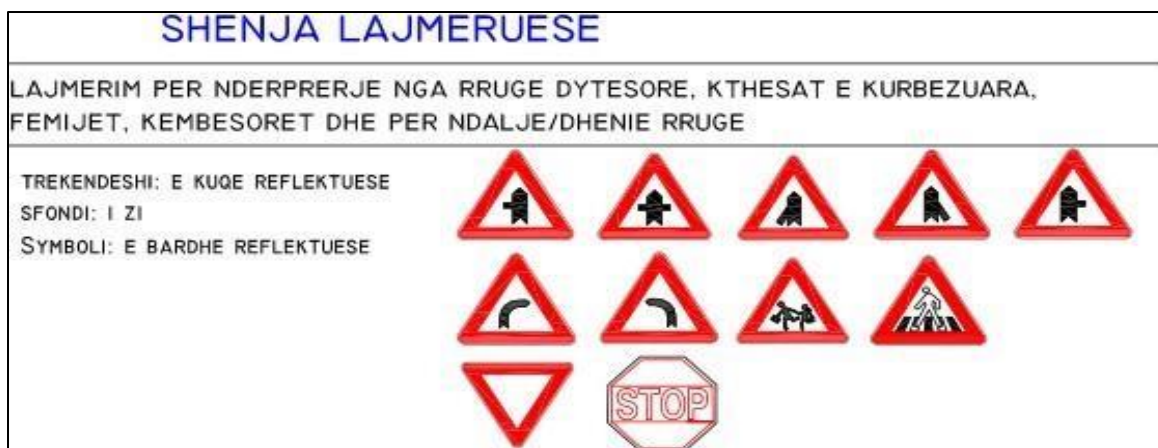 SHENJA LAJMERUESE
LAJMERIM PER NDERPRERJE NGA RRUGE DYTESORE, KTHESAT E KURBEZUARA,
FEMIJET, KEMBESORET DHE PER NDALJE/DHENIE RRUGE
TREKENDESHI: E KUQE REFLEKTUESE
SFONDI: I ZI
SYMBOLI: E BARDHE REFLEKTUESE
STOP